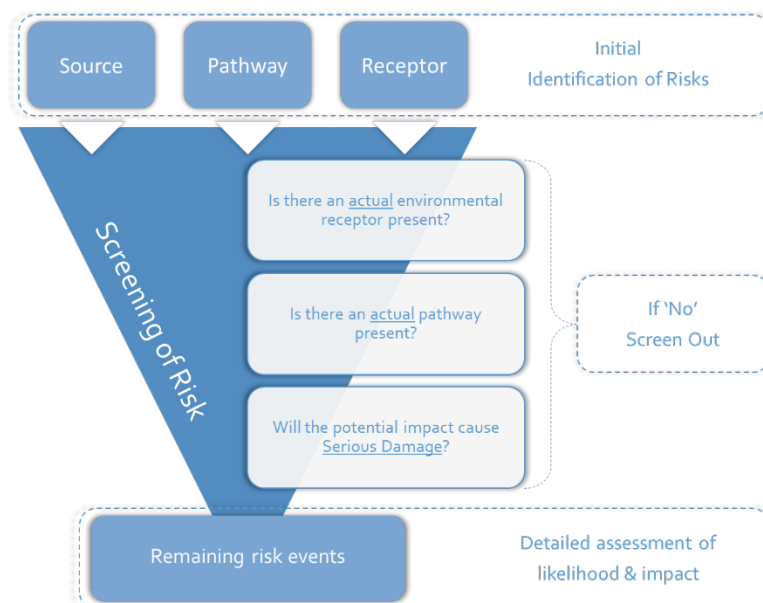 Source
Pathway
Receptor
Initial
Identification of Risks
Screening of Risk
Is there an actual environmental
receptor present?
Is there an actual pathway
present?
Will the potential impact cause
Serious Damage?
If ‘No’
Screen Out
Remaining risk events
Detailed assessment of
likelihood & impact